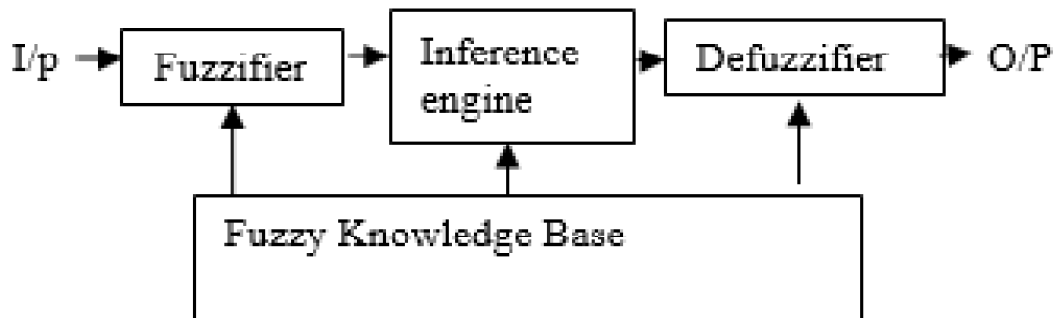 I/p
Fuzzifier
Inference
engine
Defuzzifier
O/P
Fuzzy Knowledge Base